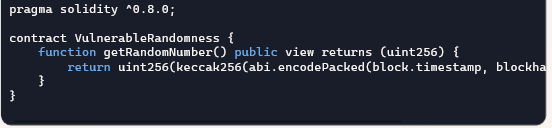 pragma solidity ^0.8.0;
contract VulnerableRandomness {
function getRandomNumber() public view returns (uint256) {
return uint256(keccak256(abi.encodePacked(block.timestamp, blockha
}
}